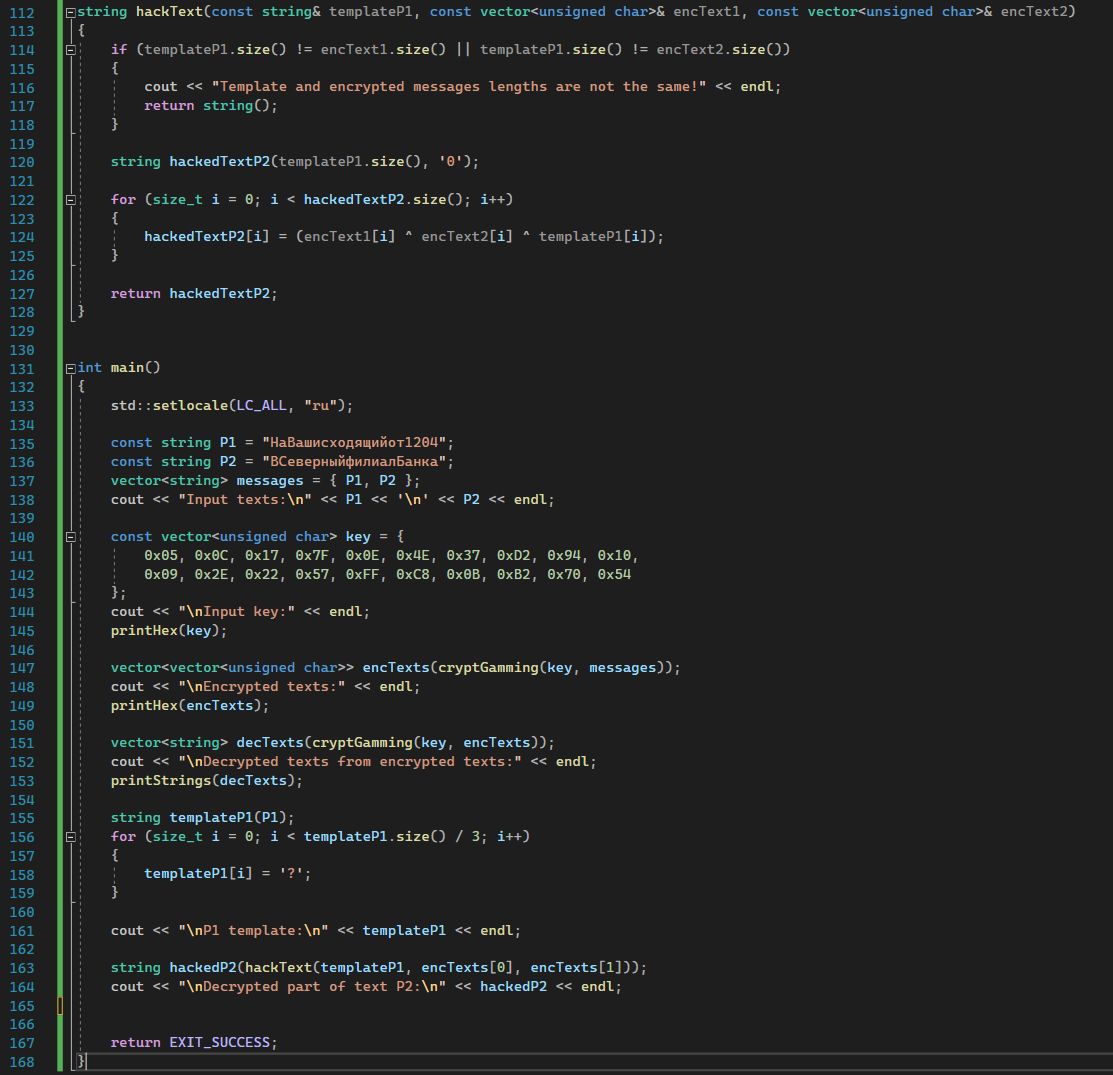 112 string hackText(const string& templateP1, const vector<unsigned char>& encText1, const vector<unsigned char>& encText2)
113 {
114     if (templateP1.size() != encText1.size() || templateP1.size() != encText2.size())
115     {
116         cout << "Template and encrypted messages lengths are not the same!" << endl;
117         return string();
118     }
119
120     string hackedTextP2(templateP1.size(), '0');
121
122     for (size_t i = 0; i < hackedTextP2.size(); i++)
123     {
124         hackedTextP2[i] = (encText1[i] ^ encText2[i] ^ templateP1[i]);
125     }
126
127     return hackedTextP2;
128 }
129
130
131 int main()
132 {
133     std::setlocale(LC_ALL, "ru");
134
135     const string P1 = "НаВашисходящийот1204";
136     const string P2 = "ВСеверныйфилиалБанка";
137     vector<string> messages = { P1, P2 };
138     cout << "Input texts:\n" << P1 << '\n' << P2 << endl;
139
140     const vector<unsigned char> key = {
141         0x05, 0x0C, 0x17, 0x7F, 0x0E, 0x4E, 0x37, 0xD2, 0x94, 0x10,
142         0x09, 0x2E, 0x22, 0x57, 0xFF, 0xC8, 0x0B, 0xB2, 0x70, 0x54
143     };
144     cout << "\nInput key:" << endl;
145     printHex(key);
146
147     vector<vector<unsigned char>> encTexts(cryptGamming(key, messages));
148     cout << "\nEncrypted texts:" << endl;
149     printHex(encTexts);
150
151     vector<string> decTexts(cryptGamming(key, encTexts));
152     cout << "\nDecrypted texts from encrypted texts:" << endl;
153     printStrings(decTexts);
154
155     string templateP1(P1);
156     for (size_t i = 0; i < templateP1.size() / 3; i++)
157     {
158         templateP1[i] = '?';
159     }
160
161     cout << "\nP1 template:\n" << templateP1 << endl;
162
163     string hackedP2(hackText(templateP1, encTexts[0], encTexts[1]));
164     cout << "\nDecrypted part of text P2:\n" << hackedP2 << endl;
165
166
167     return EXIT_SUCCESS;
168 }